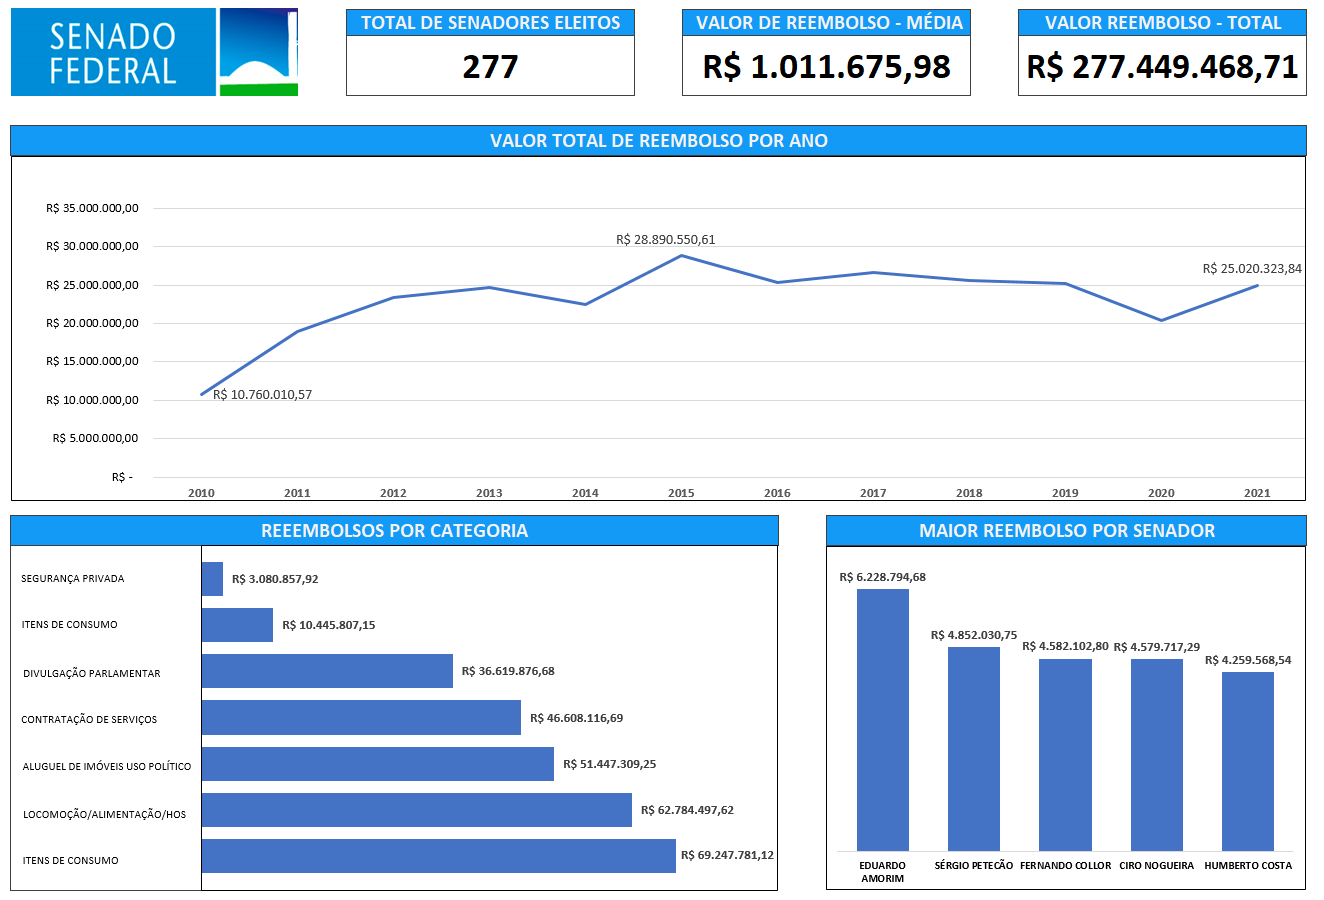 SENADO
FEDERAL
TOTAL DE SENADORES ELEITOS
277
VALOR DE REEMBOLSO - MÉDIA
R$ 1.011.675,98
VALOR REEMBOLSO - TOTAL
R$ 277.449.468,71
VALOR TOTAL DE REEMBOLSO POR ANO
R$ 35.000.000,00
R$ 30.000.000,00
R$ 25.000.000,00
R$ 20.000.000,00
R$ 15.000.000,00
R$ 10.000.000,00
R$ 5.000.000,00
R$ -
R$ 10.760.010,57
R$ 28.890.550,61
R$ 25.020.323,84
2010 2011 2012 2013 2014 2015 2016 2017 2018 2019 2020 2021
REEEMBOLSOS POR CATEGORIA
SEGURANÇA PRIVADA R$ 3.080.857,92
ITENS DE CONSUMO R$ 10.445.807,15
DIVULGAÇÃO PARLAMENTAR R$ 36.619.876,68
CONTRATAÇÃO DE SERVIÇOS R$ 46.608.116,69
ALUGUEL DE IMÓVEIS USO POLÍTICO R$ 51.447.309,25
LOCOMOÇÃO/ALIMENTAÇÃO/HOS R$ 62.784.497,62
ITENS DE CONSUMO R$ 69.247.781,12
MAIOR REEMBOLSO POR SENADOR
R$ 6.228.794,68
R$ 4.852.030,75
R$ 4.582.102,80
R$ 4.579.717,29
R$ 4.259.568,54
EDUARDO
AMORIM
SÉRGIO PETECÃO
FERNANDO COLLOR
CIRO NOGUEIRA
HUMBERTO COSTA